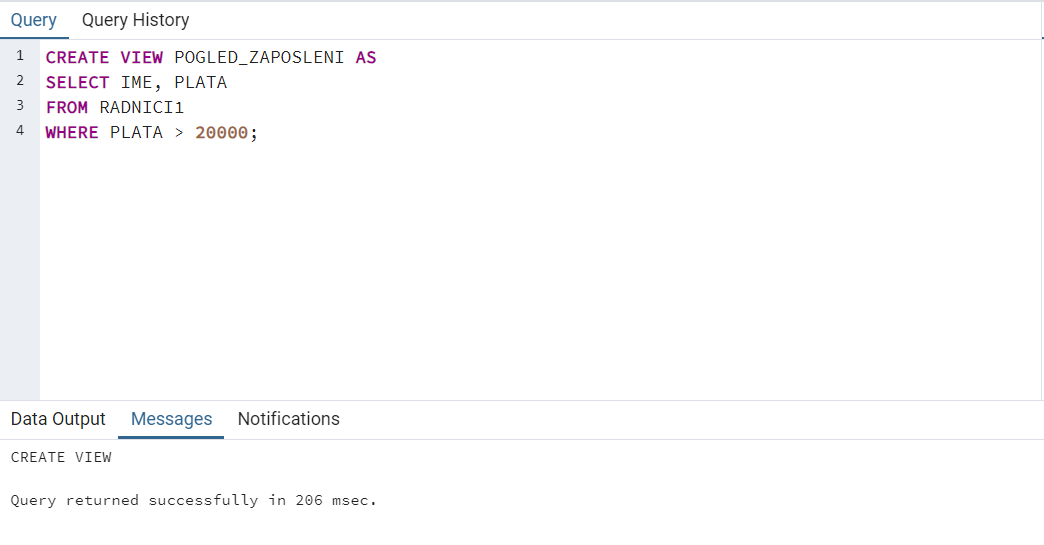 Query Query History
1 CREATE VIEW POGLED_ZAPOSLENI AS
2 SELECT IME, PLATA
3 FROM RADNICI1
4 WHERE PLATA > 20000;
Data Output Messages Notifications
CREATE VIEW
Query returned successfully in 206 msec.